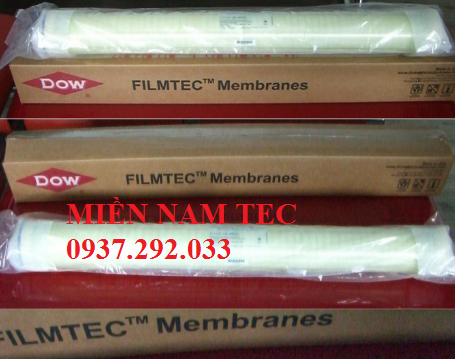 DOW
FILMTEC™ Membranes
DOW
FILMTEC™ Membranes
MIỀN NAM TEC
0937.292.033
FILMTEC™ Membranes